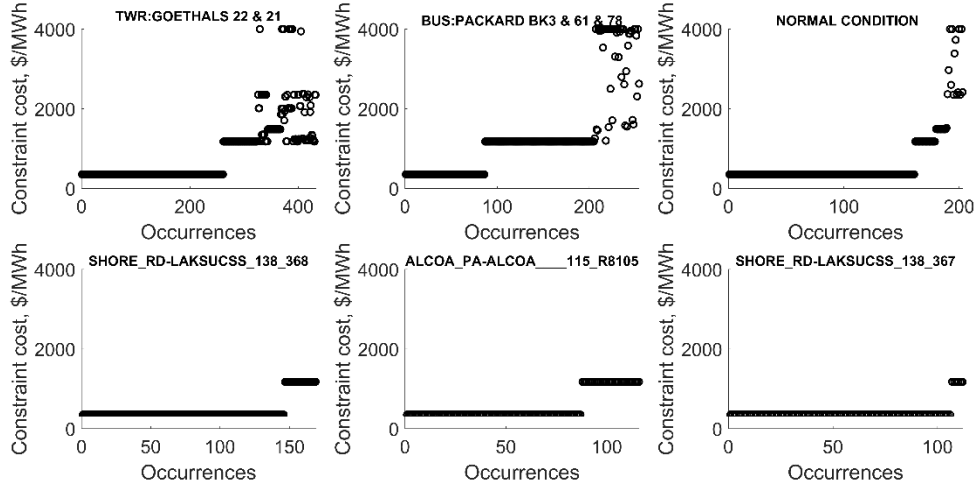 TWR:GOETHALS 22 & 21
Constraint cost, $/MWh
4000
2000
0
0 200 400
Occurrences
BUS:PACKARD BK3 & 61 & 78
Constraint cost, $/MWh
4000
2000
0
0 100 200
Occurrences
NORMAL CONDITION
Constraint cost, $/MWh
4000
2000
0
0 100 200
Occurrences
SHORE_RD-LAKSUCSS_138_368
Constraint cost, $/MWh
4000
2000
0
0 50 100 150
Occurrences
ALCOA_PA-ALCOA____115_R8105
Constraint cost, $/MWh
4000
2000
0
0 50 100
Occurrences
SHORE_RD-LAKSUCSS_138_367
Constraint cost, $/MWh
4000
2000
0
0 50 100
Occurrences